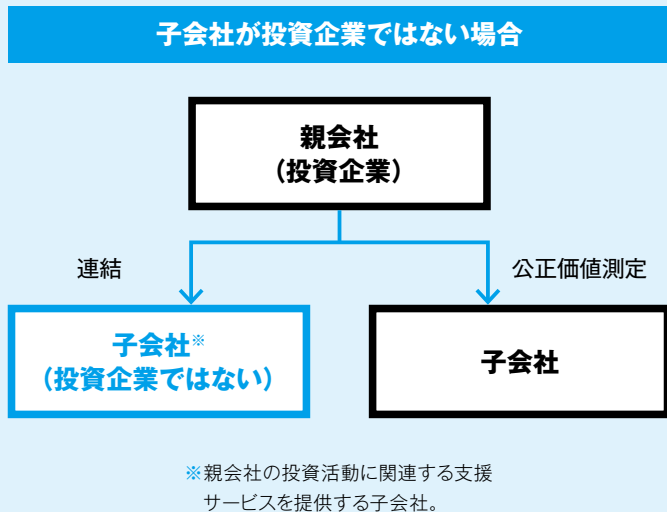 子会社が投資企業ではない場合
親会社
（投資企業）
連結
公正価値測定
子会社※
（投資企業ではない）
子会社
※親会社の投資活動に関連する支援
サービスを提供する子会社。